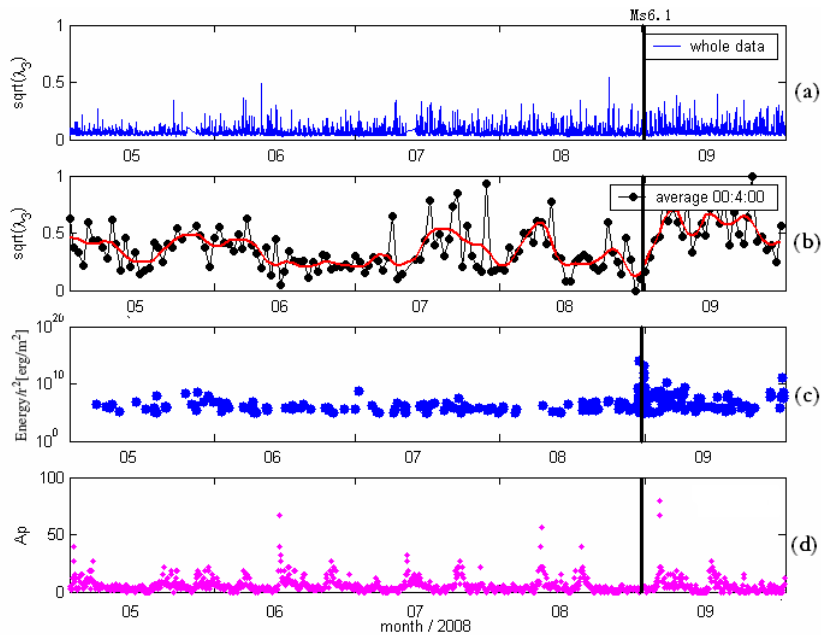 Ms6.1
1
sqrt(λ3)
0.5
0
whole data
(a)
05 06 07 08 09
1
sqrt(λ3)
0.5
0
average 00:4:00
(b)
05 06 07 08 09
10^20
Energy/r^2[erg/m^2]
10^10
10^0
(c)
05 06 07 08 09
100
Ap
50
0
(d)
05 06 07 08 09
month / 2008